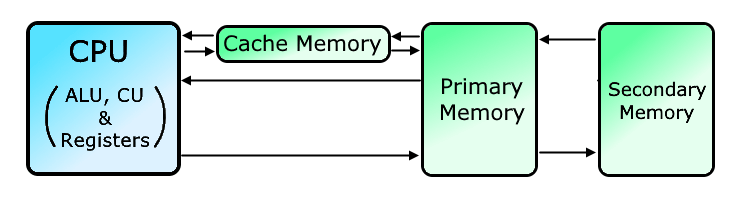 CPU
(ALU, CU
&
Registers)
Cache Memory
Primary
Memory
Secondary
Memory